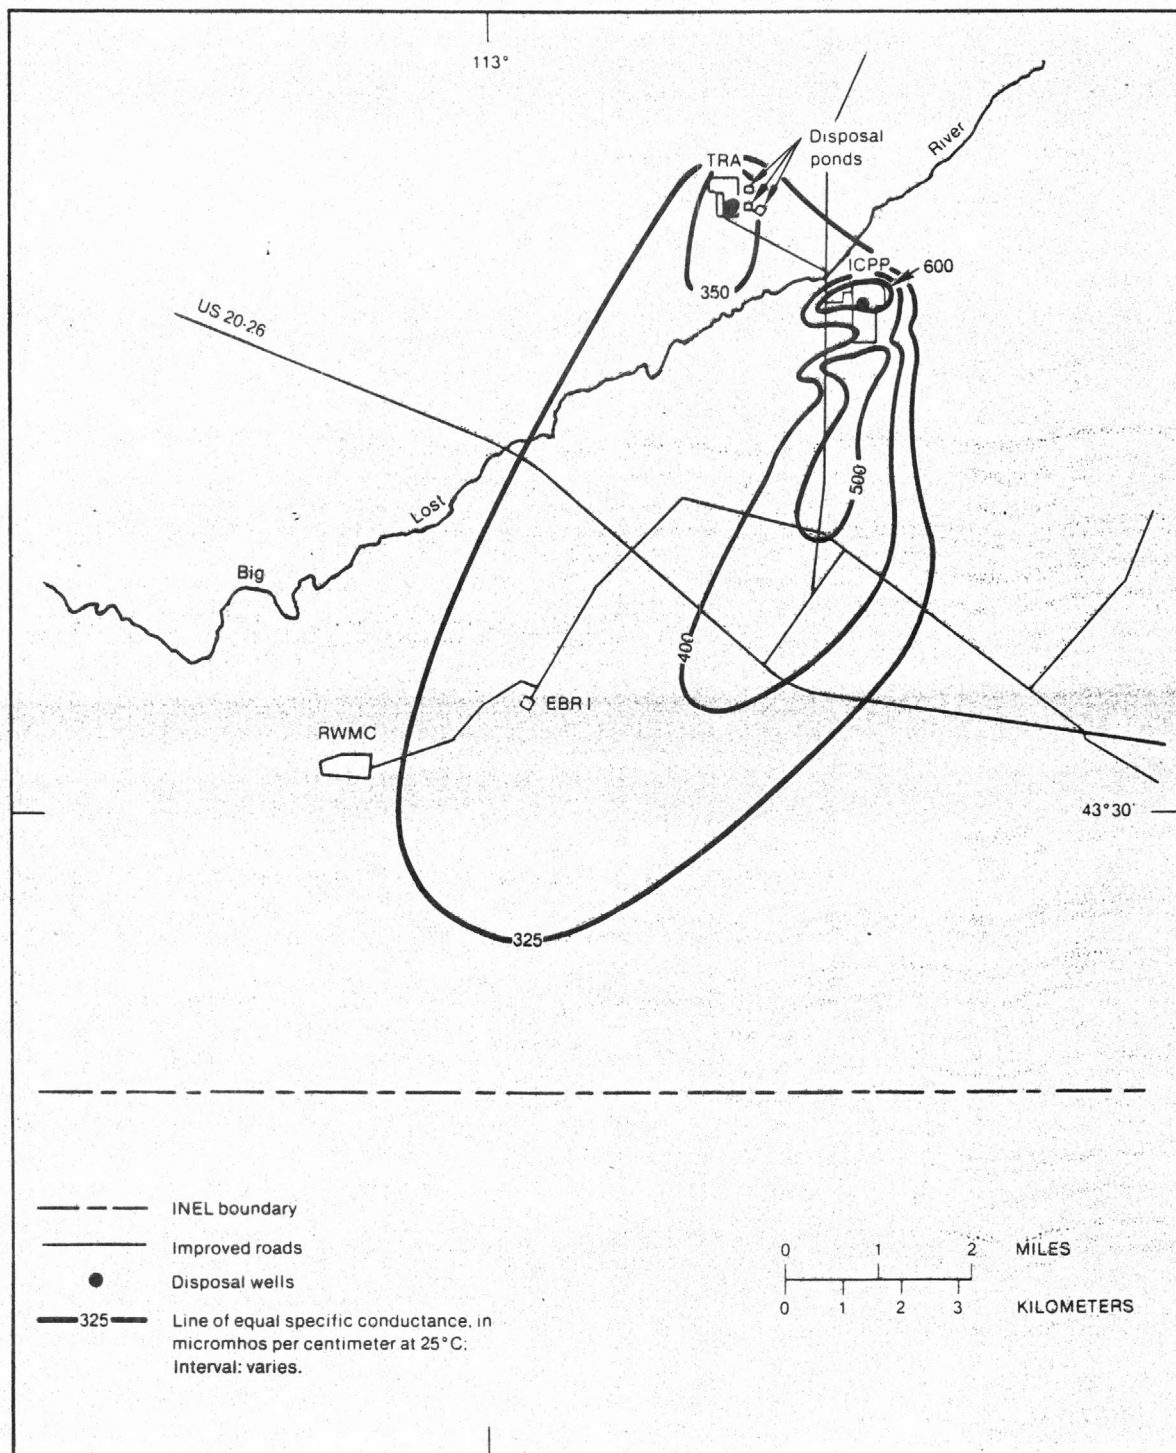 113°
Disposal
ponds
River
TRA
ICPP
600
350
US 20-26
500
Lost
Big
400
EBR I
RWMC
43°30'
325
INEL boundary
Improved roads
0 1 2 MILES
Disposal wells
0 1 2 3 KILOMETERS
325 Line of equal specific conductance, in
micromhos per centimeter at 25°C:
Interval: varies.